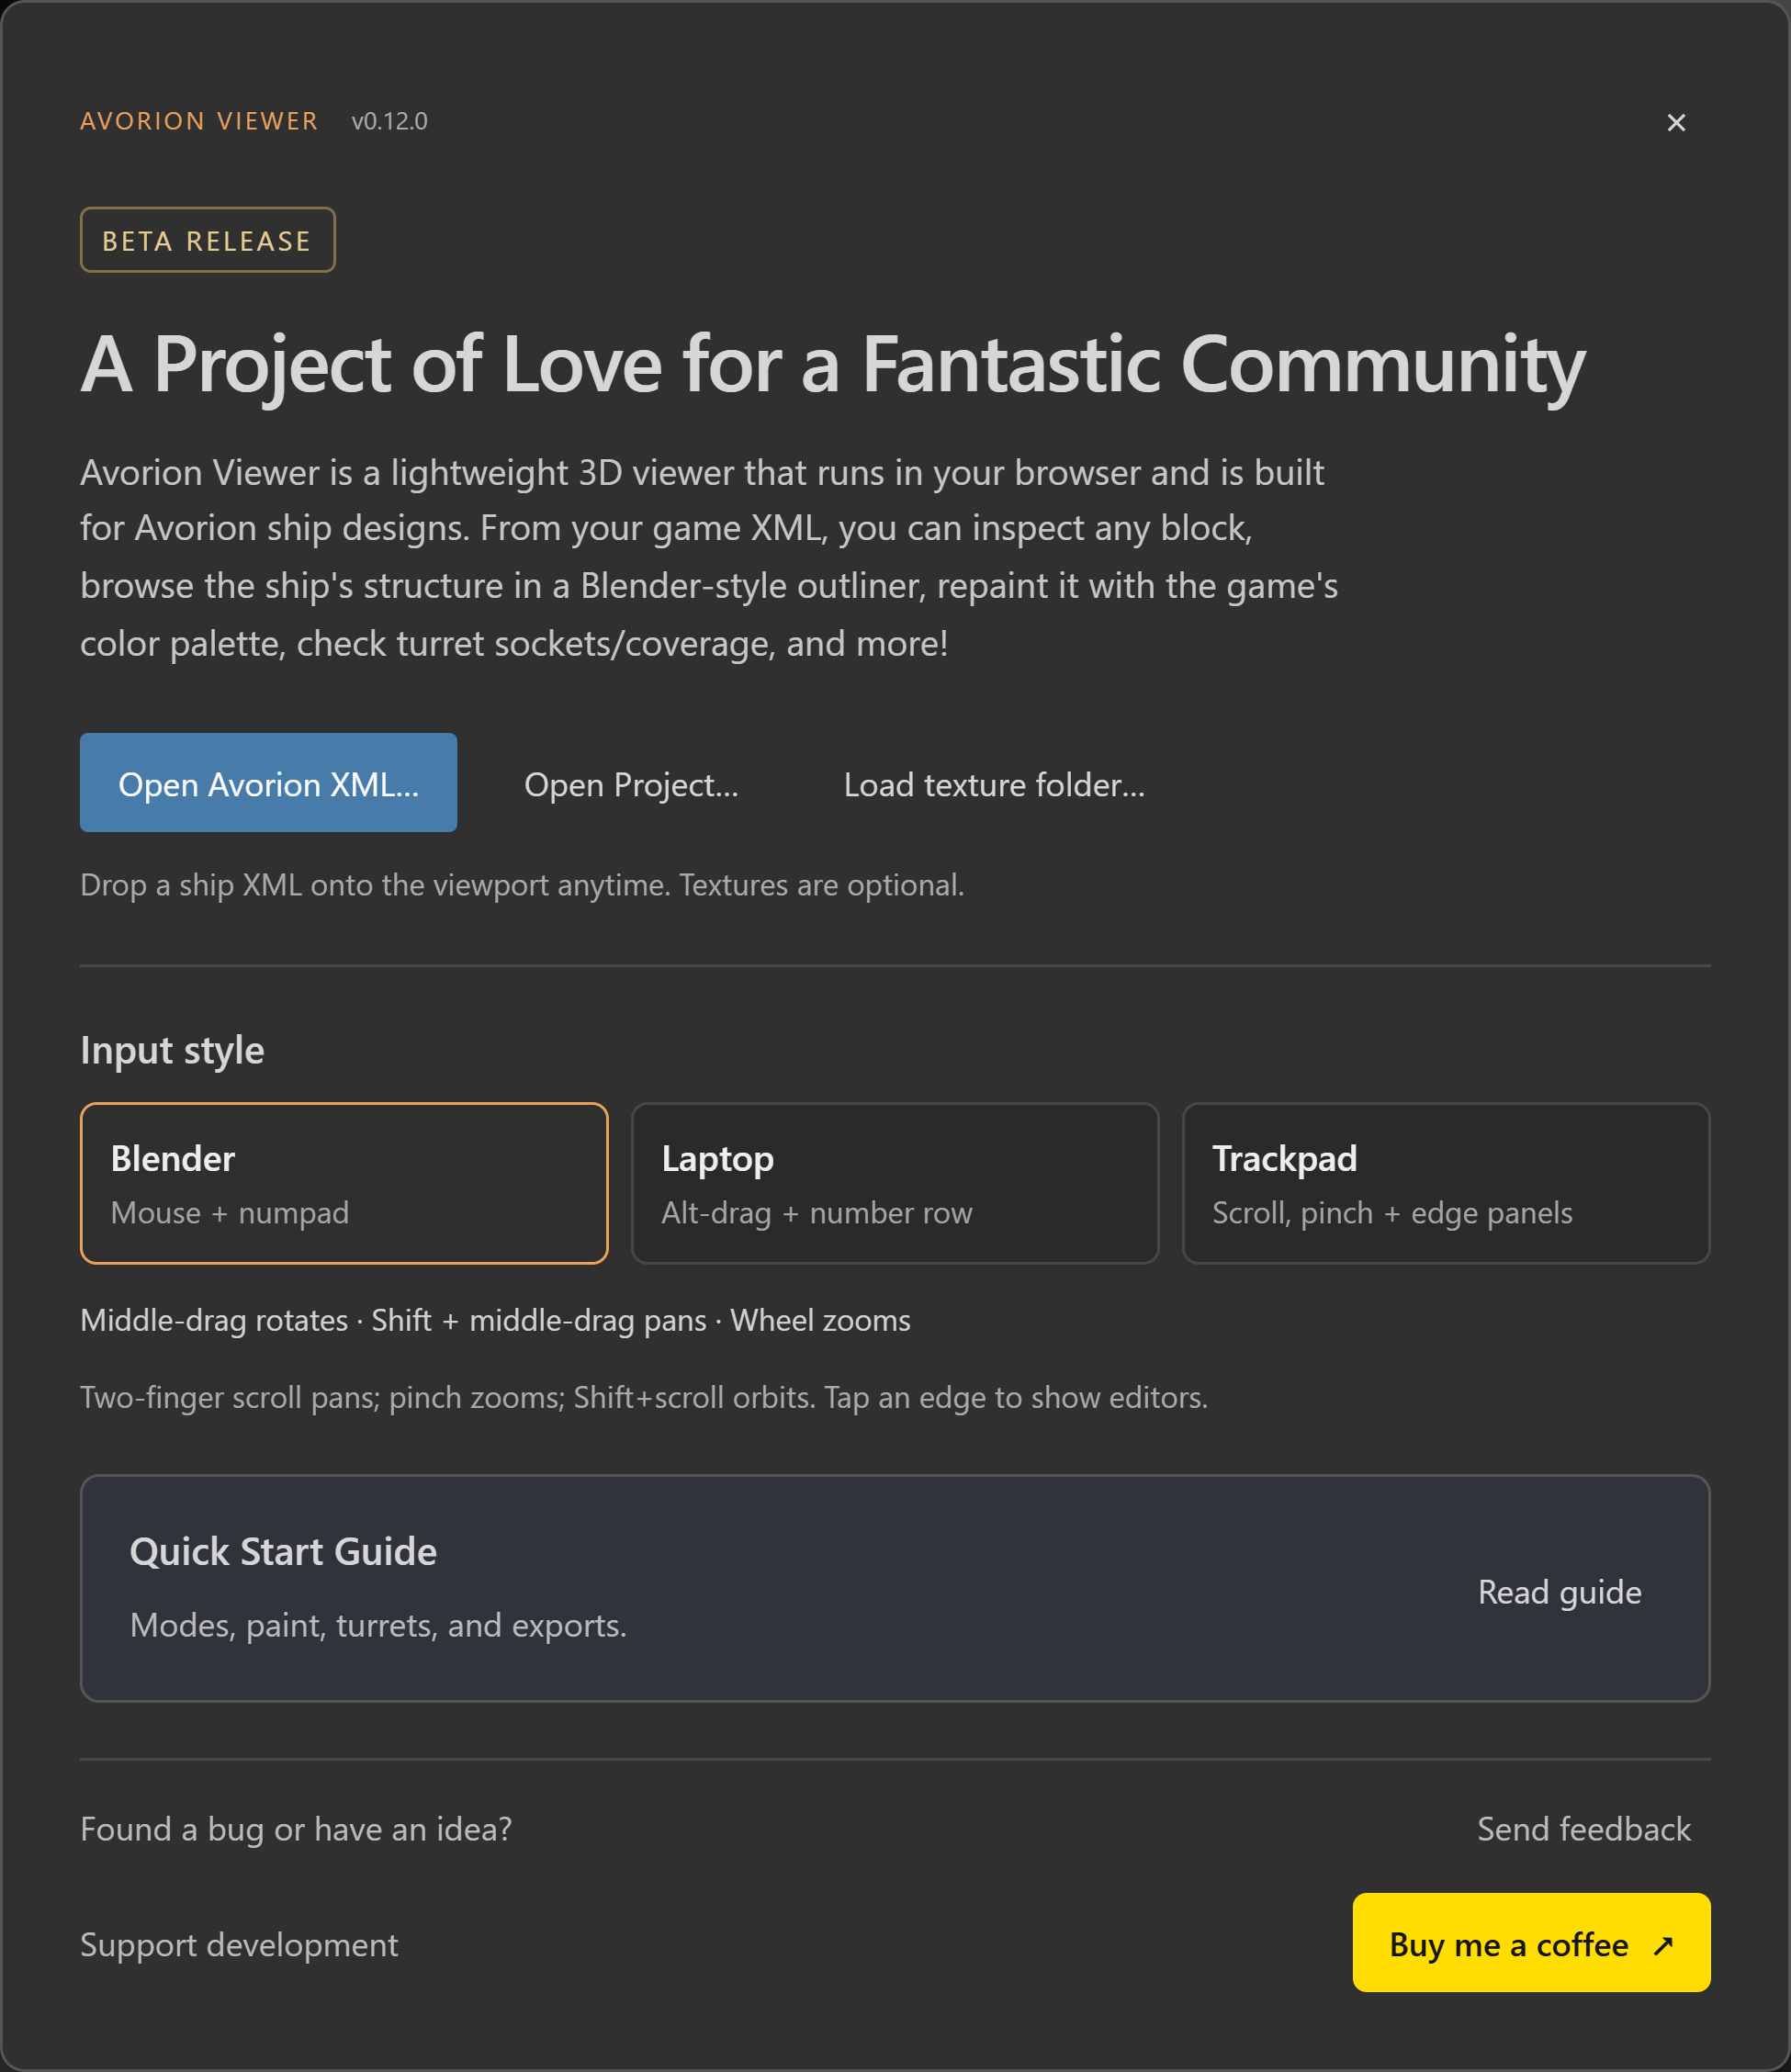 AVORION VIEWER v0.12.0
×
BETA RELEASE
A Project of Love for a Fantastic Community
Avorion Viewer is a lightweight 3D viewer that runs in your browser and is built
for Avorion ship designs. From your game XML, you can inspect any block,
browse the ship's structure in a Blender-style outliner, repaint it with the game's
color palette, check turret sockets/coverage, and more!
Open Avorion XML... Open Project... Load texture folder...
Drop a ship XML onto the viewport anytime. Textures are optional.
Input style
Blender
Mouse + numpad
Laptop
Alt-drag + number row
Trackpad
Scroll, pinch + edge panels
Middle-drag rotates · Shift + middle-drag pans · Wheel zooms
Two-finger scroll pans; pinch zooms; Shift+scroll orbits. Tap an edge to show editors.
Quick Start Guide
Modes, paint, turrets, and exports.
Read guide
Found a bug or have an idea? Send feedback
Support development Buy me a coffee ↗